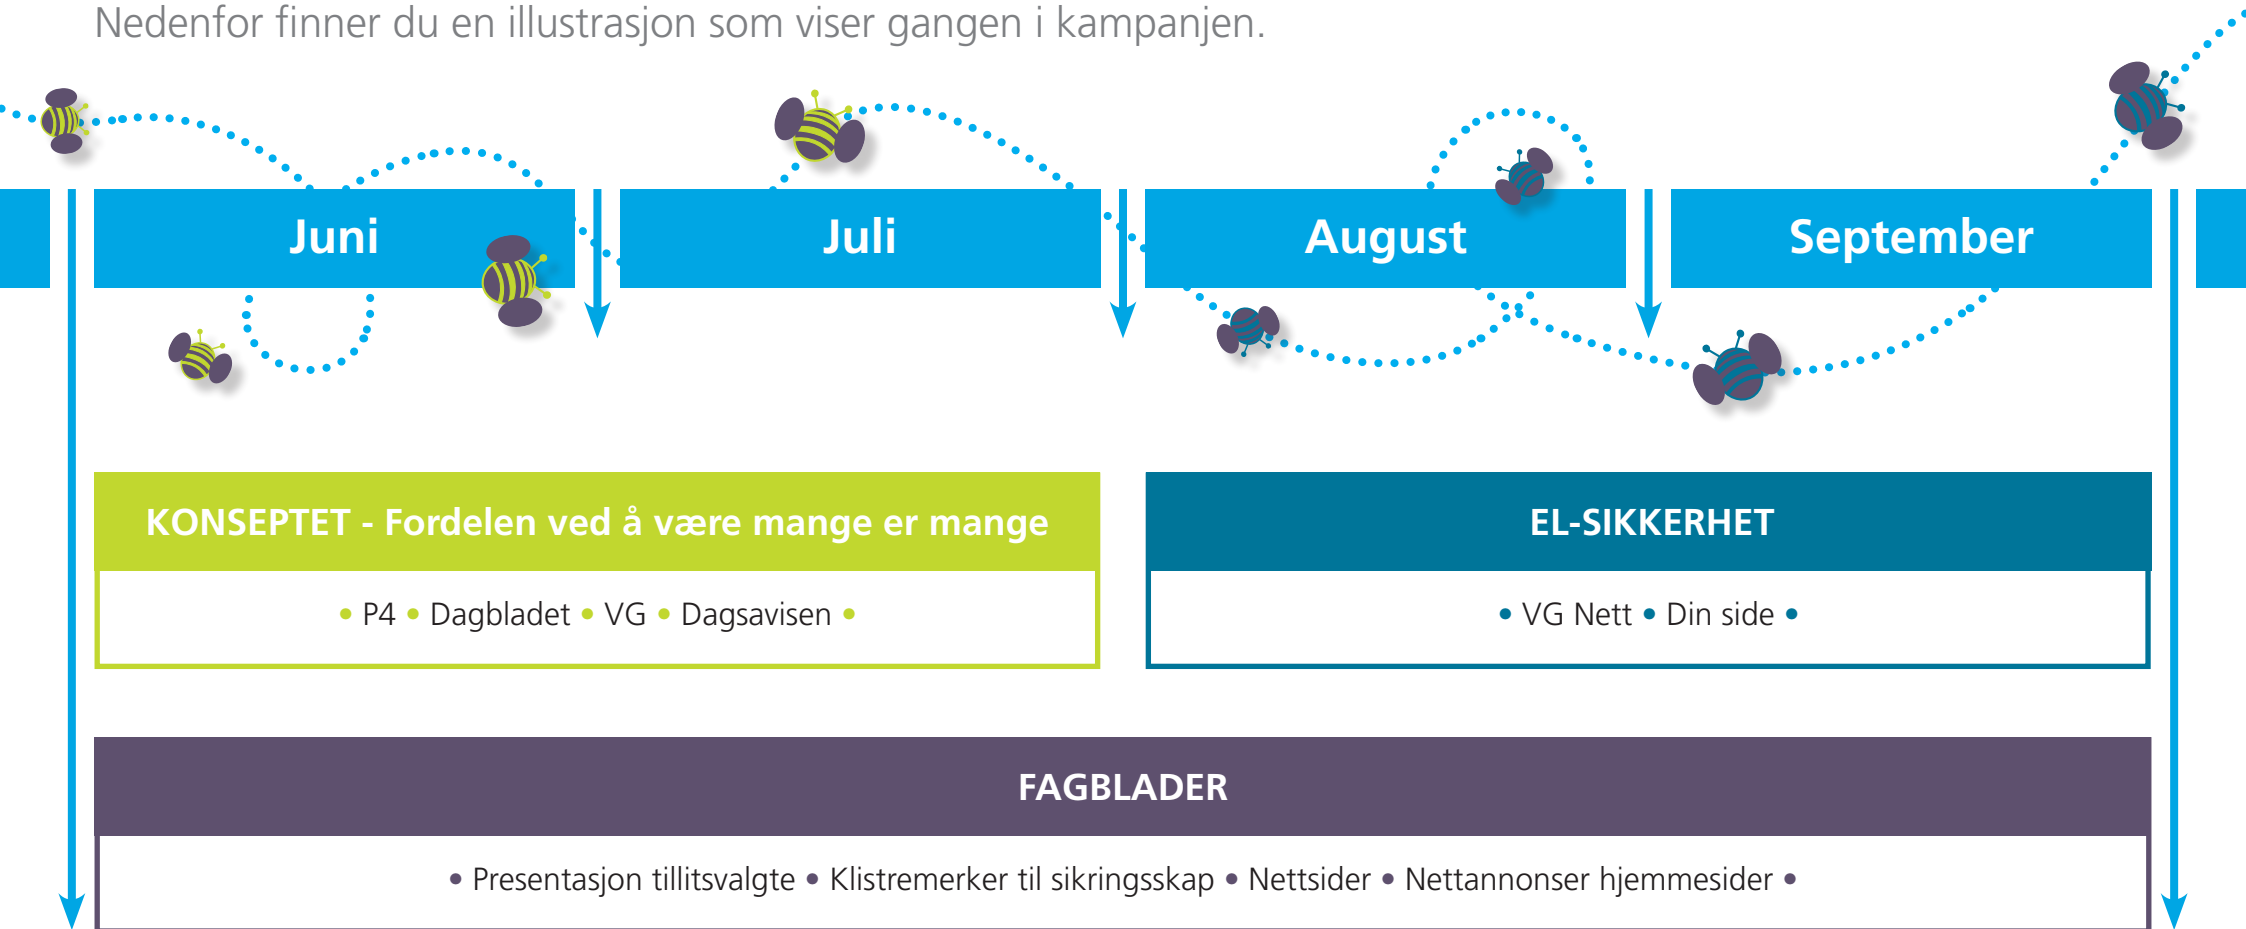 Nedenfor finner du en illustrasjon som viser gangen i kampanjen.
Juni
Juli
August
September
KONSEPTET - Fordelen ved å være mange er mange
• P4 • Dagbladet • VG • Dagsavisen •
EL-SIKKERHET
• VG Nett • Din side •
FAGBLADER
• Presentasjon tillitsvalgte • Klistremerker til sikringsskap • Nettsider • Nettannonser hjemmesider •